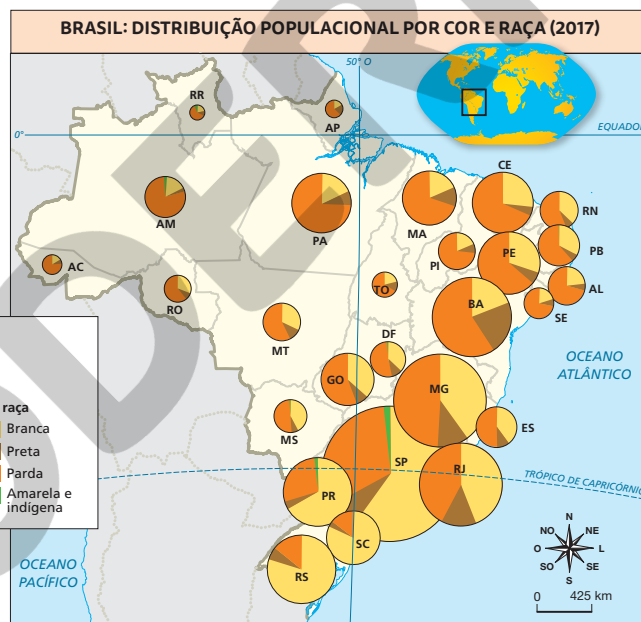 BRASIL: DISTRIBUIÇÃO POPULACIONAL POR COR E RAÇA (2017)
50° O
RR
AP
0°
EQUADOR
CE
AM
PA
MA
RN
PI
PE
PB
AC
TO
AL
RO
BA
SE
MT
DF
OCEANO
ATLÂNTICO
GO
MG
MS
ES
raça
Branca
Preta
Parda
Amarela e
indígena
SP
RJ
TRÓPICO DE CAPRICÓRNIO
PR
SC
RS
OCEANO
PACÍFICO
N
NO
NE
O
L
SO
SE
S
0
425 km